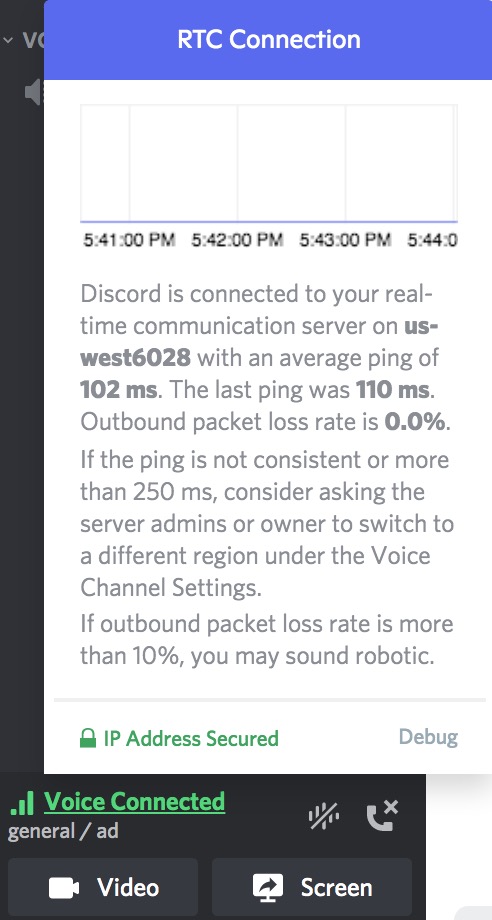 RTC Connection
VO
5:41:00 PM 5:42:00 PM 5:43:00 PM 5:44:0
Discord is connected to your real-
time communication server on us-
west6028 with an average ping of
102 ms. The last ping was 110 ms.
Outbound packet loss rate is 0.0%.
If the ping is not consistent or more
than 250 ms, consider asking the
server admins or owner to switch to
a different region under the Voice
Channel Settings.
If outbound packet loss rate is more
than 10%, you may sound robotic.
IP Address Secured Debug
Voice Connected
general / ad
Video Screen